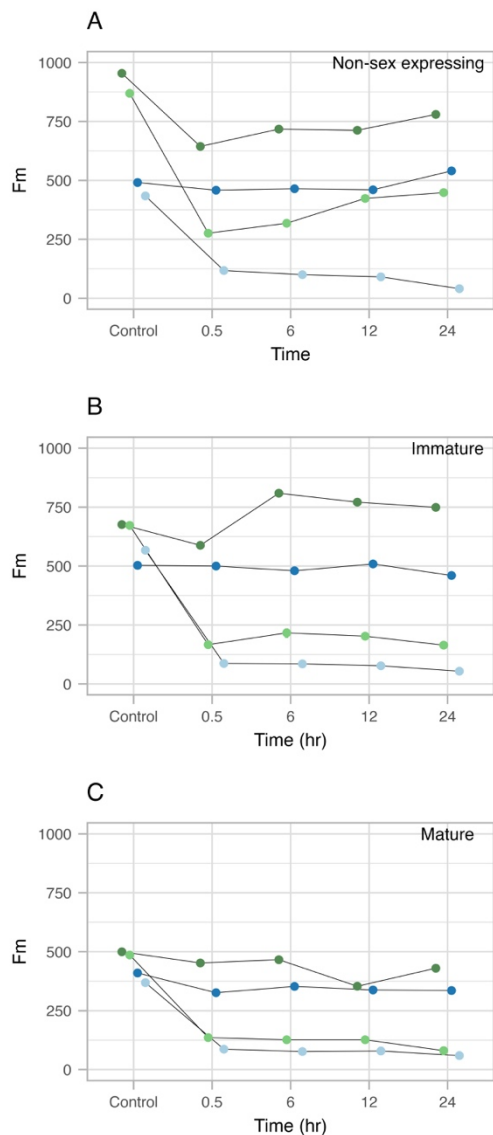 A
Non-sex expressing
1000
750
500
250
0
Fm
Control 0.5 6 12 24
Time
B
Immature
1000
750
500
250
0
Fm
Control 0.5 6 12 24
Time (hr)
C
Mature
1000
750
500
250
0
Fm
Control 0.5 6 12 24
Time (hr)